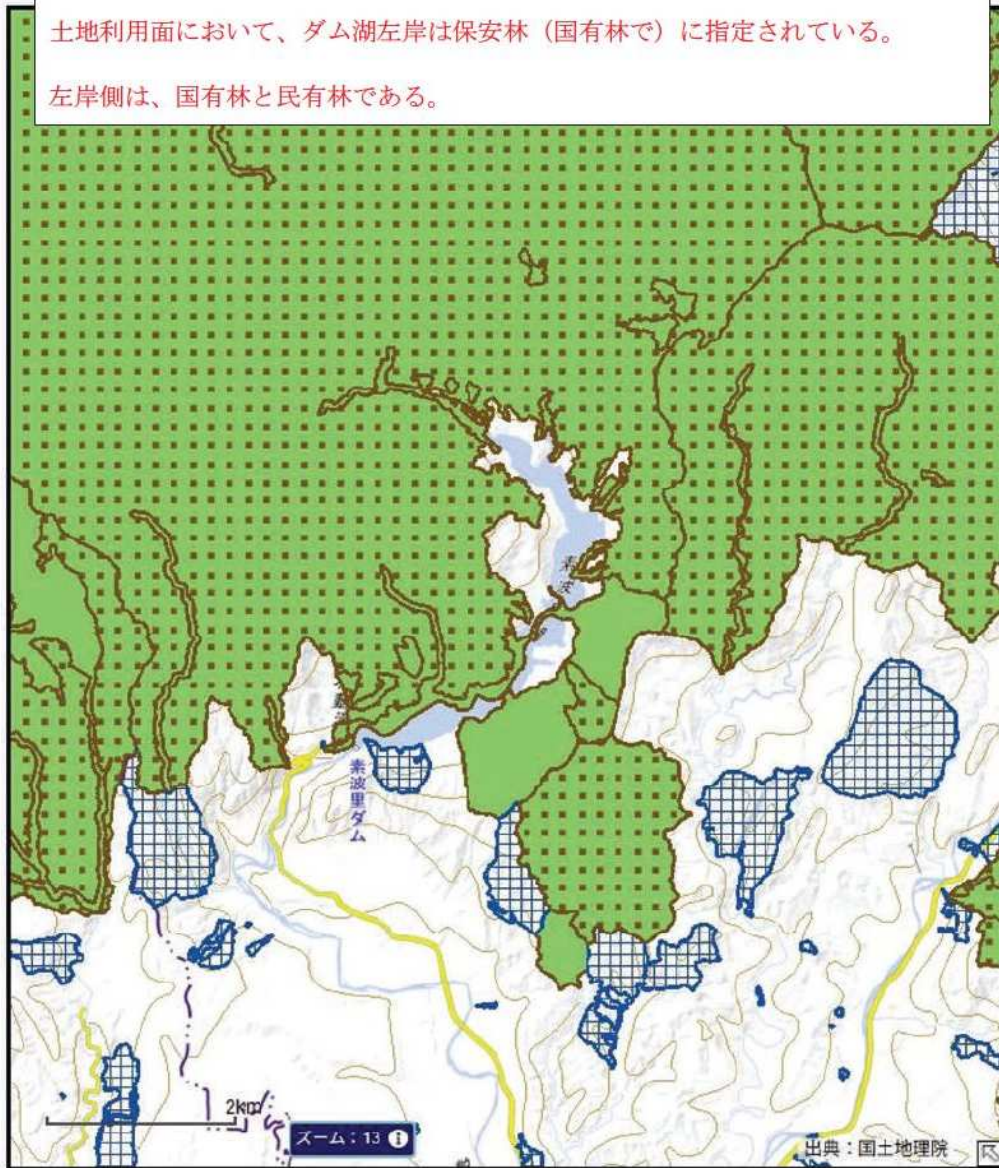 土地利用面において、ダム湖左岸は保安林（国有林で）に指定されている。
左岸側は、国有林と民有林である。
素波
素波里ダム
2km
ズーム：13
出典：国土地理院